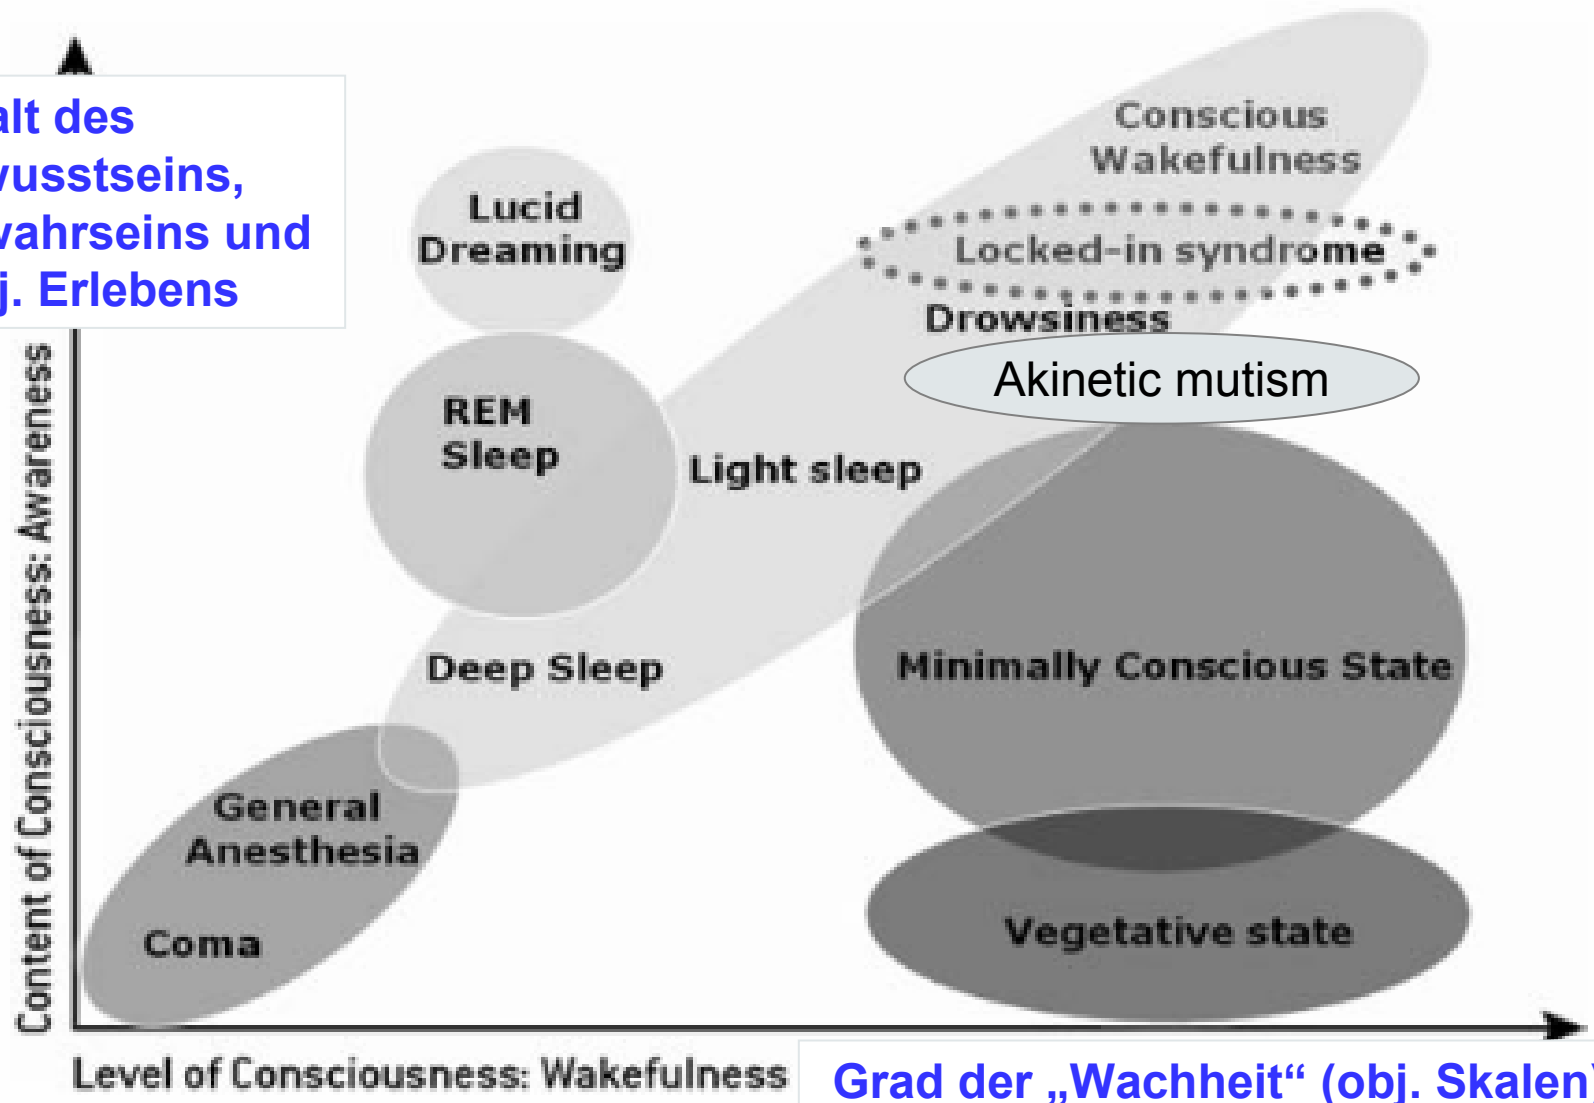 alt des
vusstseins,
vahrseins und
j. Erlebens
Conscious
Wakefulness
Lucid
Dreaming
Locked-in syndrome
Drowsiness
Akinetic mutism
REM
Sleep
Light sleep
Deep Sleep
Minimally Conscious State
General
Anesthesia
Vegetative state
Coma
Content of Consciousness: Awareness
Level of Consciousness: Wakefulness
Grad der „Wachheit“ (obj. Skalen)